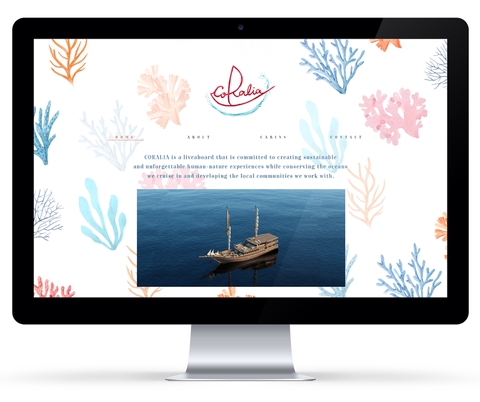 CoRalia
HOME ABOUT CABINS CONTACT
CORALIA is a liveaboard that is committed to creating sustainable
and unforgettable human-nature experiences while conserving the oceans
we cruise in and developing the local communities we work with.